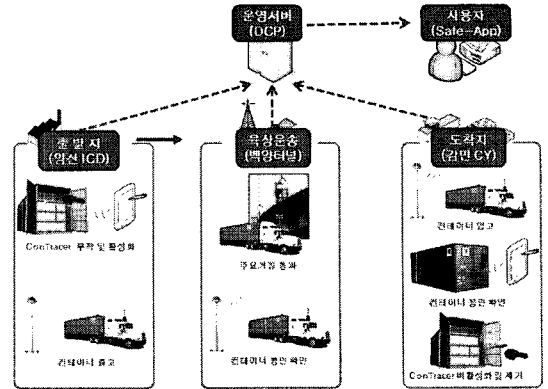 운영서버
(DCP)
사용자
(Safe-App)
출발지
(양산 ICD)
육상운송
(백양터널)
도착지
(감만 CY)
ConTracer 부착 및 활성화
컨테이너 출고
주요거점 통과
컨테이너 봉인 확인
컨테이너 입고
컨테이너 봉인 확인
ConTracer 비활성화 및 제거